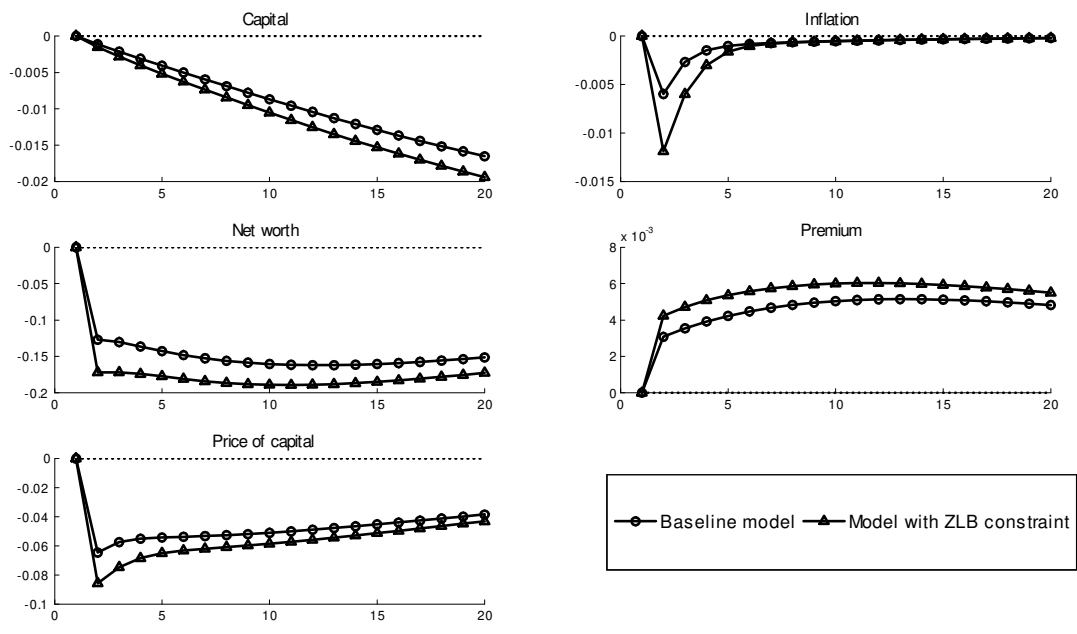 Capital
0
-0.005
-0.01
-0.015
-0.02
0 5 10 15 20
Inflation
0
-0.005
-0.01
-0.015
0 5 10 15 20
Net worth
0
-0.05
-0.1
-0.15
-0.2
0 5 10 15 20
Premium
x 10-3
8
6
4
2
0
0 5 10 15 20
Price of capital
0
-0.02
-0.04
-0.06
-0.08
-0.1
0 5 10 15 20
Baseline model Model with ZLB constraint